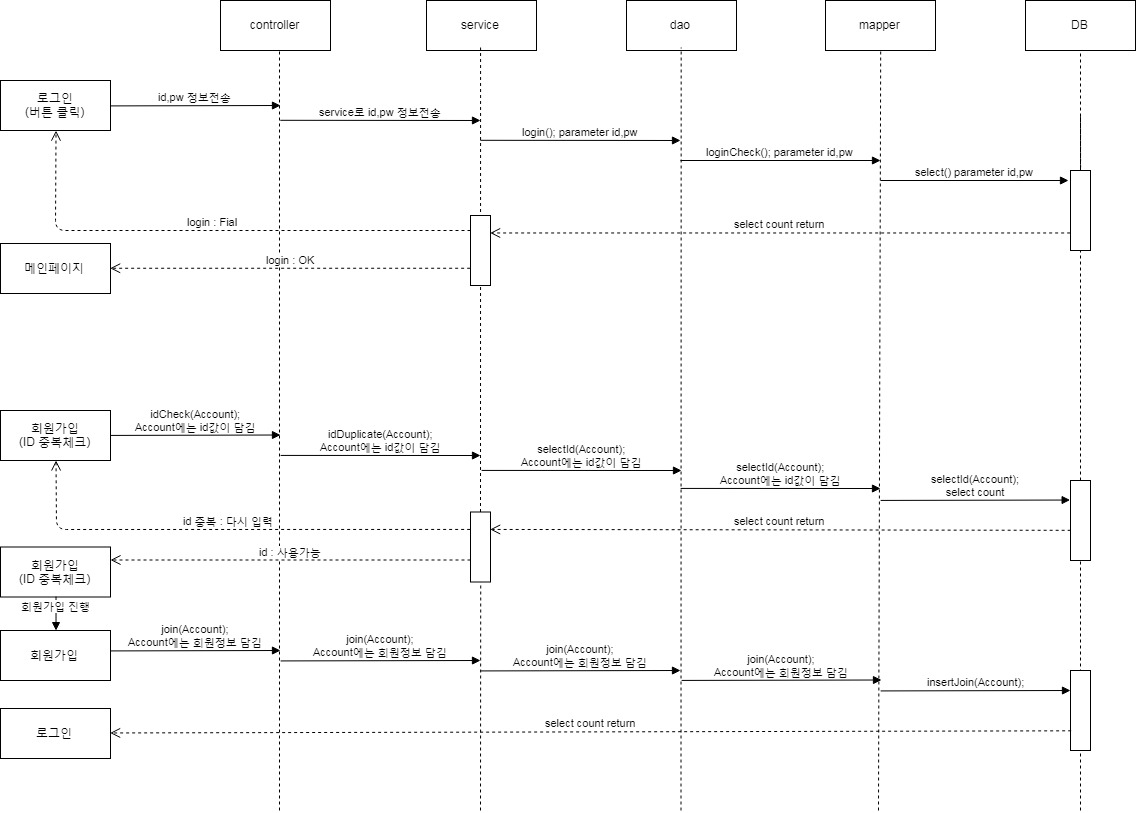 controller
service
dao
mapper
DB
로그인
(버튼 클릭)
id,pw 정보전송
service로 id,pw 정보전송
login(); parameter id,pw
loginCheck(); parameter id,pw
select() parameter id,pw
login : Fial
select count return
메인페이지
login : OK
회원가입
(ID 중복체크)
idCheck(Account);
Account에는 id값이 담김
idDuplicate(Account);
Account에는 id값이 담김
selectId(Account);
Account에는 id값이 담김
selectId(Account);
Account에는 id값이 담김
selectId(Account);
select count
id 중복 : 다시 입력
select count return
회원가입
(ID 중복체크)
id : 사용가능
회원가입 진행
회원가입
join(Account);
Account에는 회원정보 담김
join(Account);
Account에는 회원정보 담김
join(Account);
Account에는 회원정보 담김
join(Account);
Account에는 회원정보 담김
insertJoin(Account);
로그인
select count return